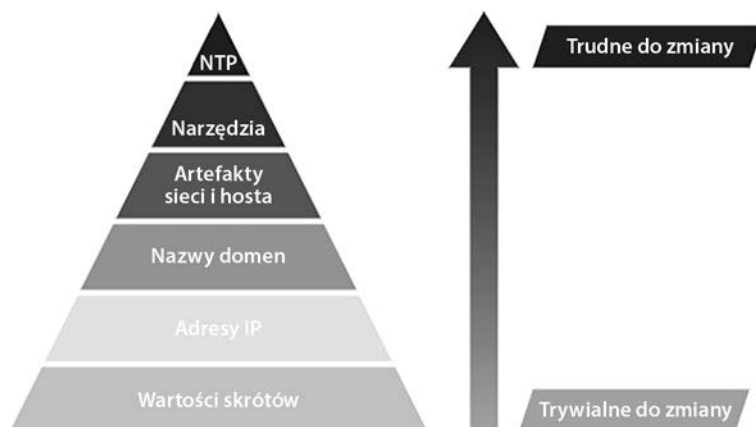 NTP
Narzędzia
Artefakty
sieci i hosta
Nazwy domen
Adresy IP
Wartości skrótów
Trudne do zmiany
Trywialne do zmiany